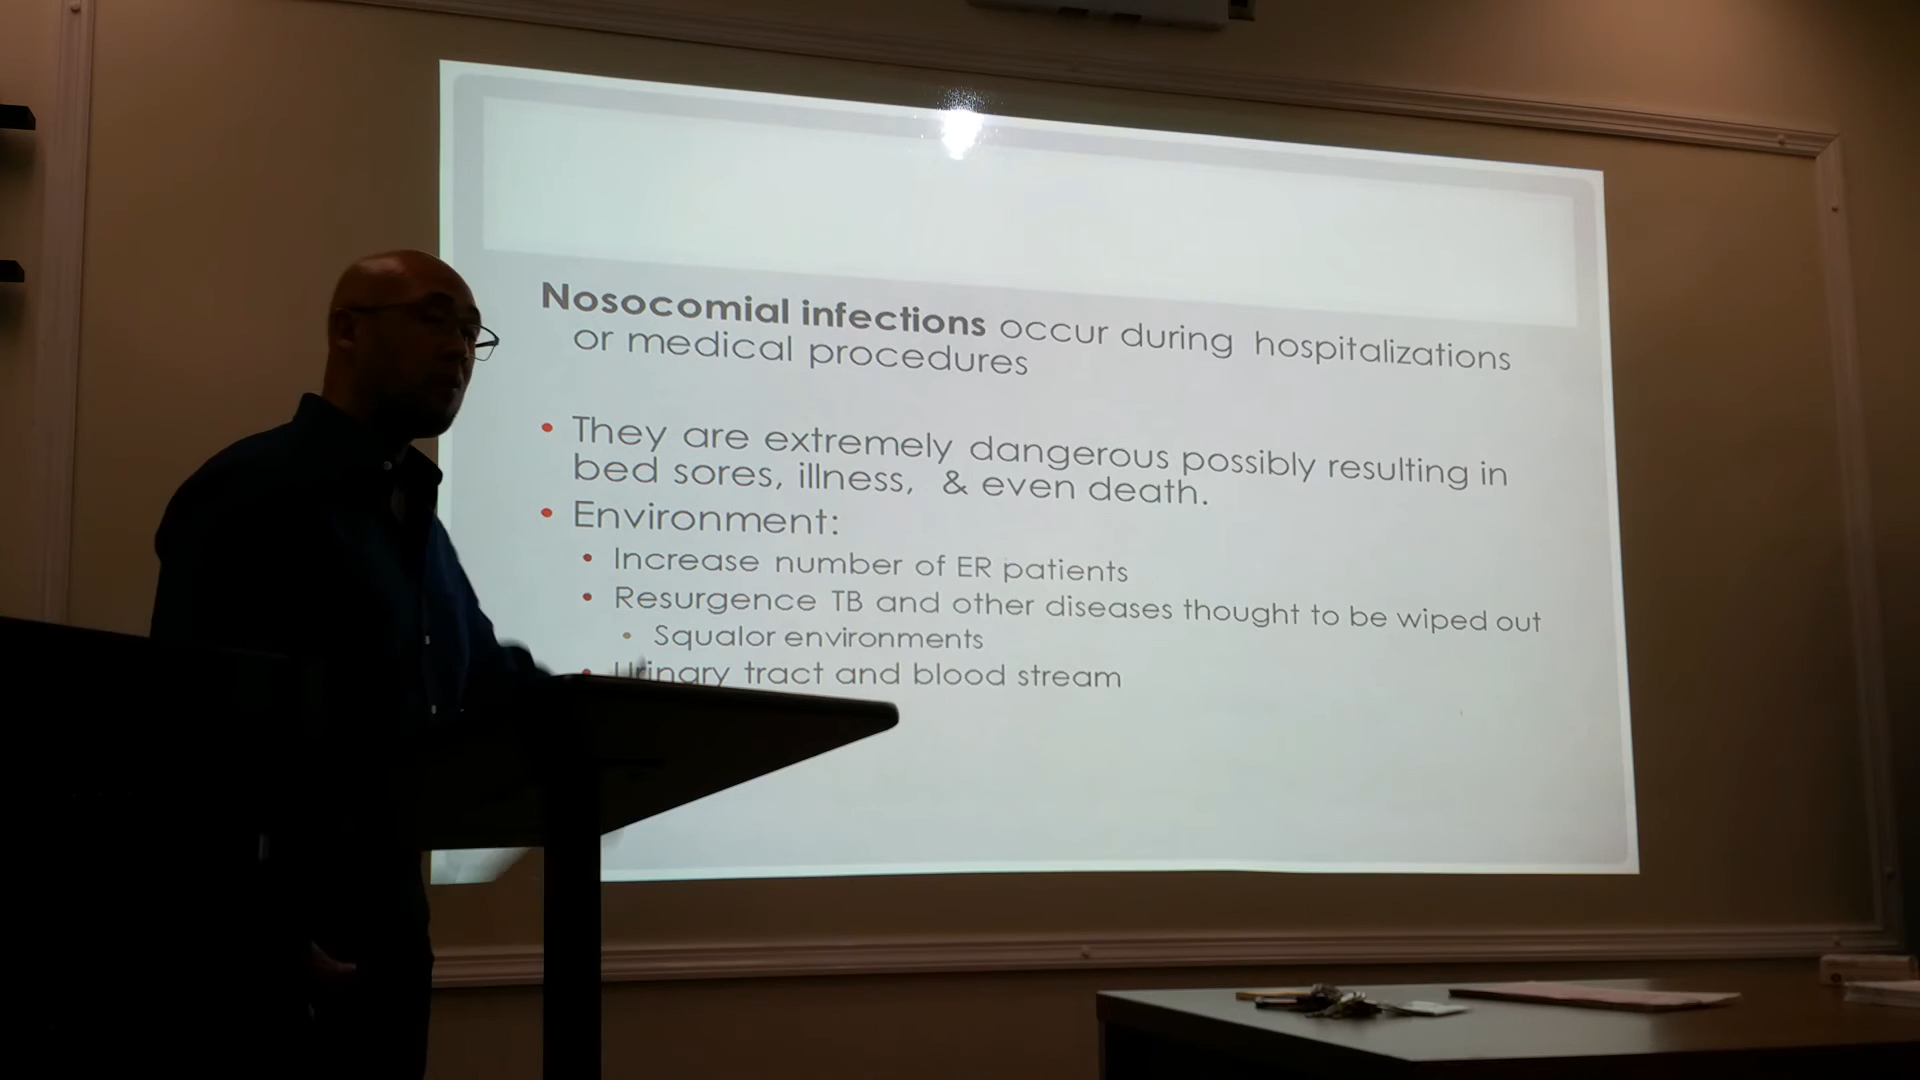 Nosocomial infections occur during hospitalizations
or medical procedures
• They are extremely dangerous possibly resulting in
bed sores, illness, & even death.
• Environment:
• Increase number of ER patients
• Resurgence TB and other diseases thought to be wiped out
• Squalor environments
• Urinary tract and blood stream